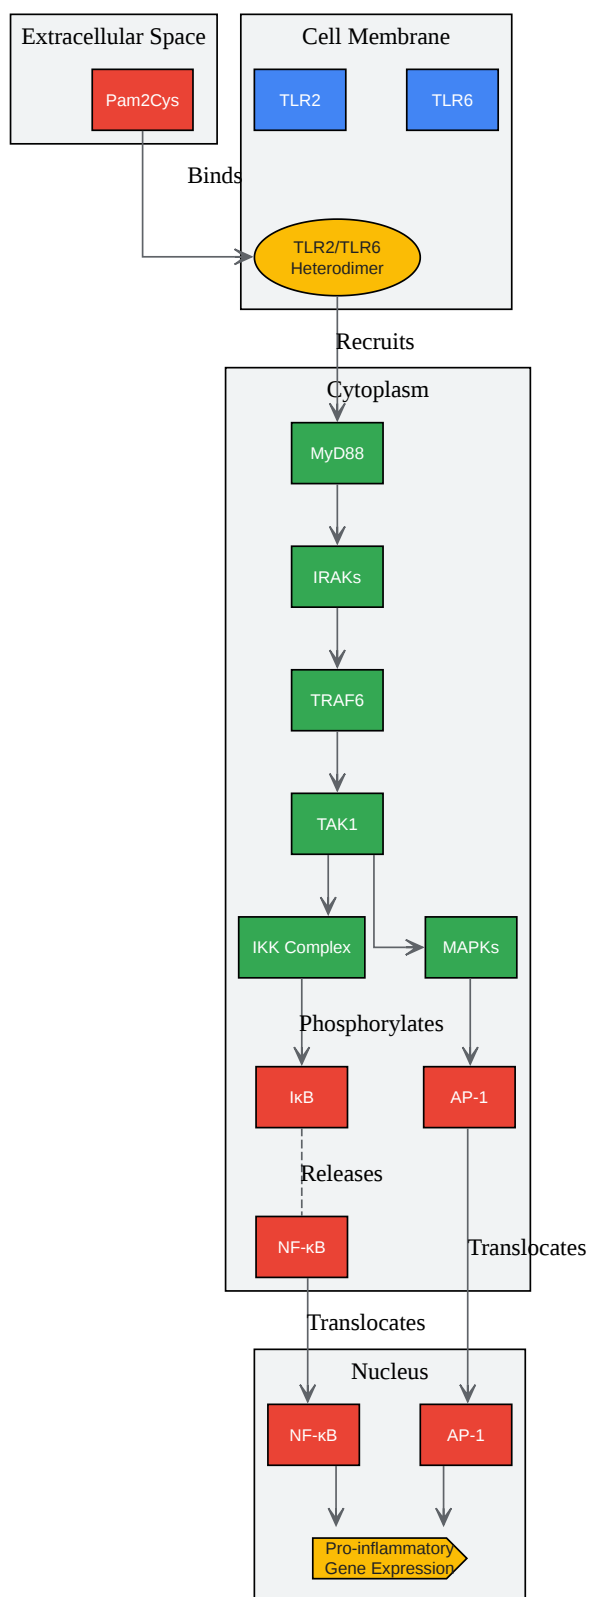 Extracellular Space
Cell Membrane
Pam2Cys
TLR2
TLR6
Binds
TLR2/TLR6
Heterodimer
Recruits
Cytoplasm
MyD88
IRAKs
TRAF6
TAK1
IKK Complex
MAPKs
Phosphorylates
IκB
AP-1
Releases
NF-κB
Translocates
Translocates
Nucleus
NF-κB
AP-1
Pro-inflammatory
Gene Expression